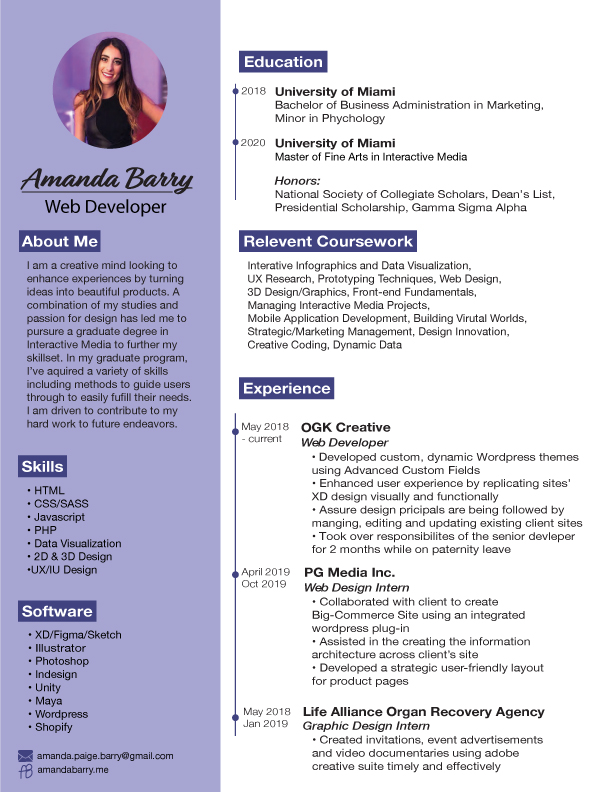 Amanda Barry
Web Developer
About Me
I am a creative mind looking to
enhance experiences by turning
ideas into beautiful products. A
combination of my studies and
passion for design has led me to
pursura a graduate degree in
Interactive Media to further my
skillset. In my graduate program,
I've aquired a variety of skills
including methods to guide users
through to easily fufill their needs.
I am driven to contribute to my
hard work to future endeavors.
Skills
• HTML
• CSS/SASS
• Javascript
• PHP
• Data Visualization
• 2D & 3D Design
•UX/IU Design
Software
• XD/Figma/Sketch
• Illustrator
• Photoshop
• Indesign
• Unity
• Maya
• Wordpress
• Shopify
amanda.paige.barry@gmail.com
AB amandabarry.me
Education
2018 University of Miami
Bachelor of Business Administration in Marketing,
Minor in Phychology
2020 University of Miami
Master of Fine Arts in Interactive Media
Honors:
National Society of Collegiate Scholars, Dean's List,
Presidential Scholarship, Gamma Sigma Alpha
Relevent Coursework
Interative Infographics and Data Visualization,
UX Research, Prototyping Techniques, Web Design,
3D Design/Graphics, Front-end Fundamentals,
Managing Interactive Media Projects,
Mobile Application Development, Building Virutal Worlds,
Strategic/Marketing Management, Design Innovation,
Creative Coding, Dynamic Data
Experience
May 2018 OGK Creative
- current Web Developer
• Developed custom, dynamic Wordpress themes
using Advanced Custom Fields
• Enhanced user experience by replicating sites'
XD design visually and functionally
• Assure design pricipals are being followed by
manging, editing and updating existing client sites
• Took over responsibilites of the senior devleper
for 2 months while on paternity leave
April 2019 PG Media Inc.
Oct 2019 Web Design Intern
• Collaborated with client to create
Big-Commerce Site using an integrated
wordpress plug-in
• Assisted in the creating the information
architecture across client's site
• Developed a strategic user-friendly layout
for product pages
May 2018 Life Alliance Organ Recovery Agency
Jan 2019 Graphic Design Intern
• Created invitations, event advertisements
and video documentaries using adobe
creative suite timely and effectively